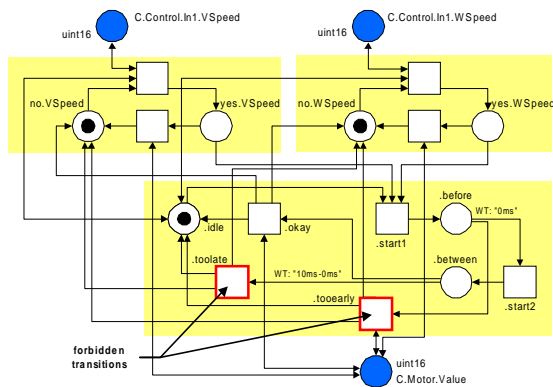 C.Control.In1.VSpeed
uint16
C.Control.In1.WSpeed
uint16
no.VSpeed
yes.VSpeed
no.WSpeed
yes.WSpeed
.before
WT: "0ms"
.idle
.okay
.start1
.toolate
WT: "10ms-0ms"
.between
.tooearly
.start2
forbidden
transitions
uint16
C.Motor.Value